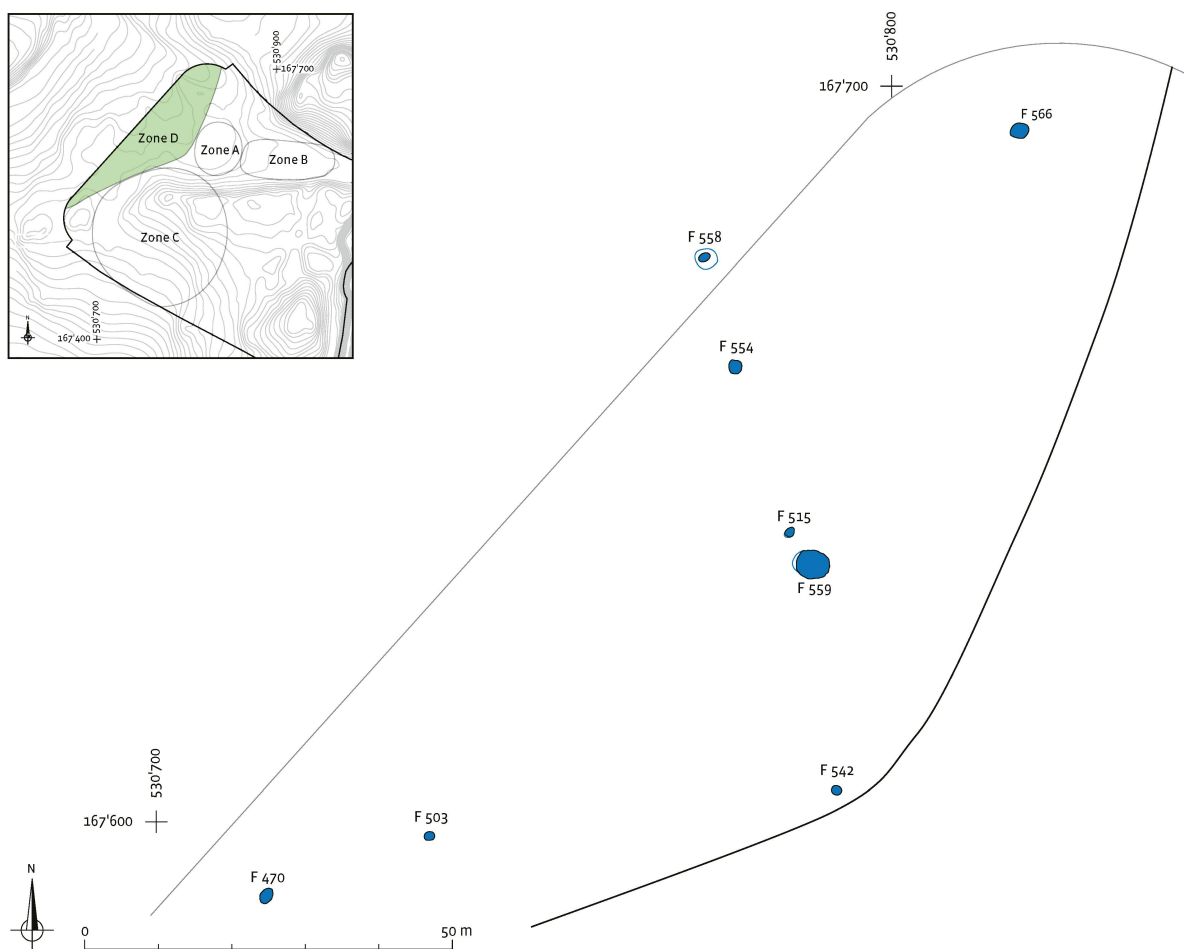 530'900
167'700
Zone D
Zone A
Zone B
Zone C
530'700
167'400
N
530'800
167'700
F 566
F 558
F 554
F 515
F 559
F 542
530'700
167'600
F 503
F 470
N
0
50 m